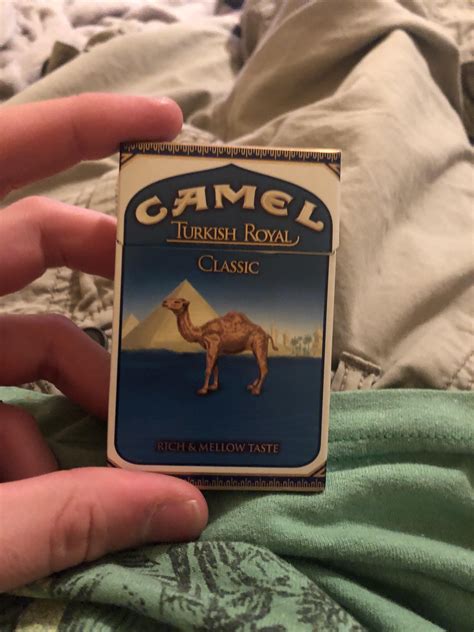 CAMEL
TURKISH ROYAL
CLASSIC
RICH & MELLOW TASTE